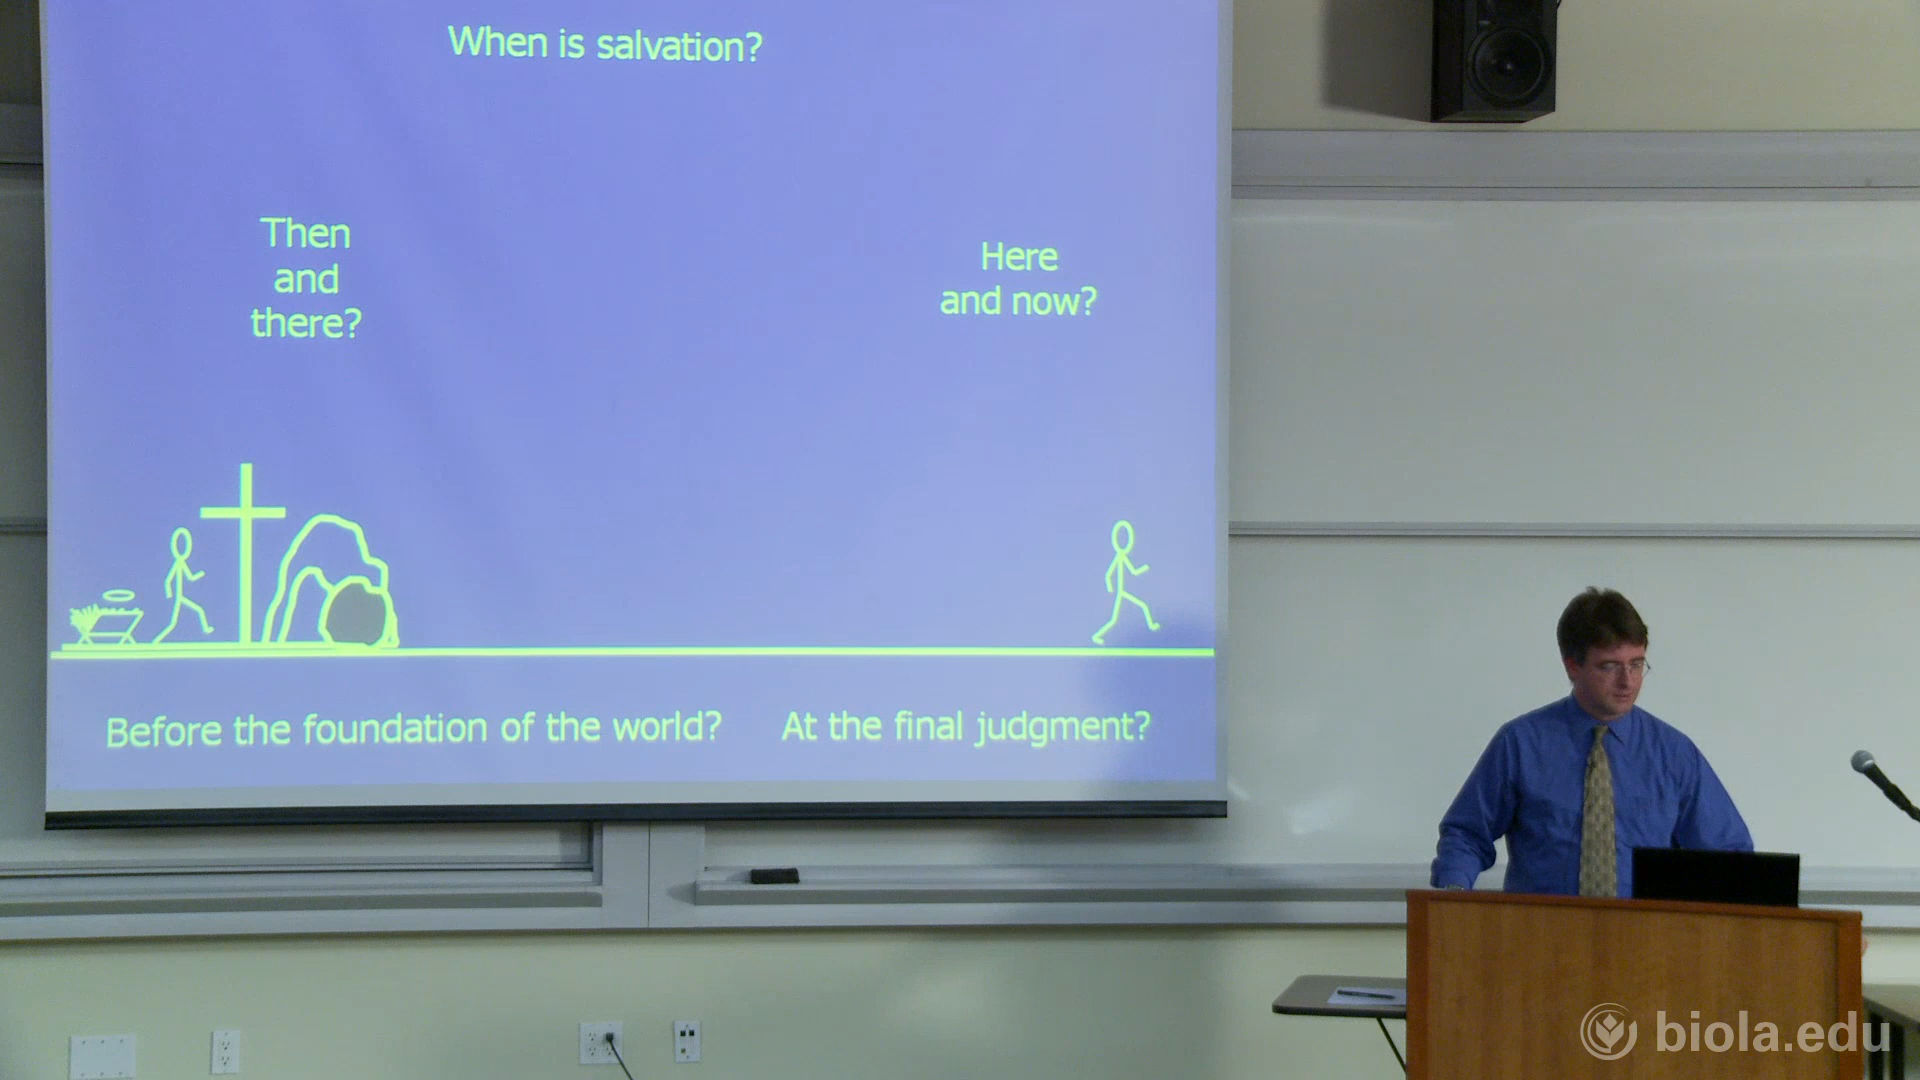 When is salvation?
Then
and
there?
Here
and now?
Before the foundation of the world?
At the final judgment?
biola.edu